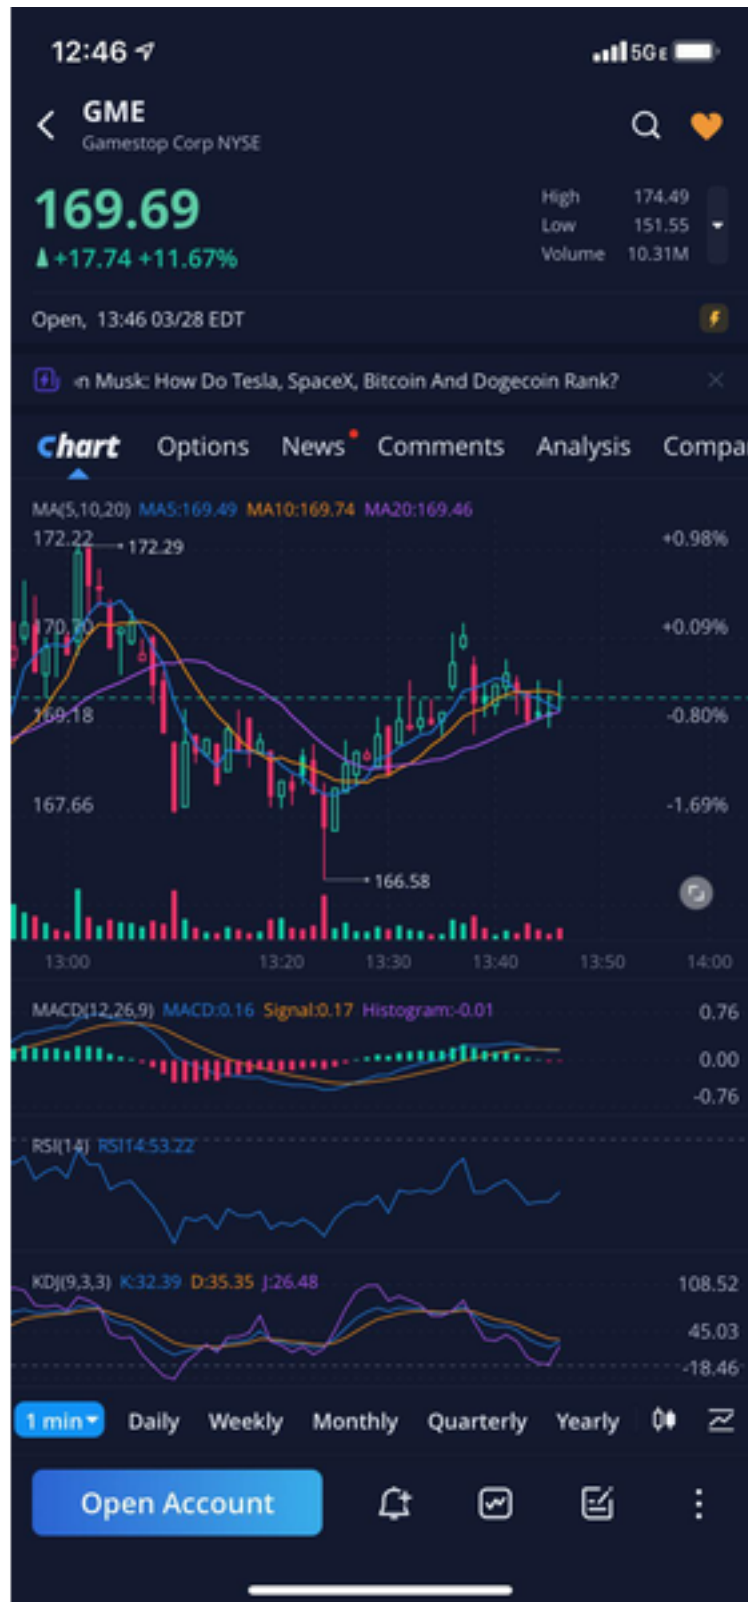 12:46
5GE
GME
Gamestop Corp NYSE
169.69
+17.74 +11.67%
High 174.49
Low 151.55
Volume 10.31M
Open, 13:46 03/28 EDT
n Musk: How Do Tesla, SpaceX, Bitcoin And Dogecoin Rank?
Chart Options News Comments Analysis Compa
MA(5,10,20) MA5:169.49 MA10:169.74 MA20:169.46
172.22 172.29 +0.98%
170.70 +0.09%
169.18 -0.80%
167.66 -1.69%
166.58
13:00 13:20 13:30 13:40 13:50 14:00
MACD(12,26,9) MACD:0.16 Signal:0.17 Histogram:-0.01
0.76
0.00
-0.76
RSI(14) RSI14:53.22
KDJ(9,3,3) K:32.39 D:35.35 J:26.48
108.52
45.03
-18.46
1 min Daily Weekly Monthly Quarterly Yearly
Open Account